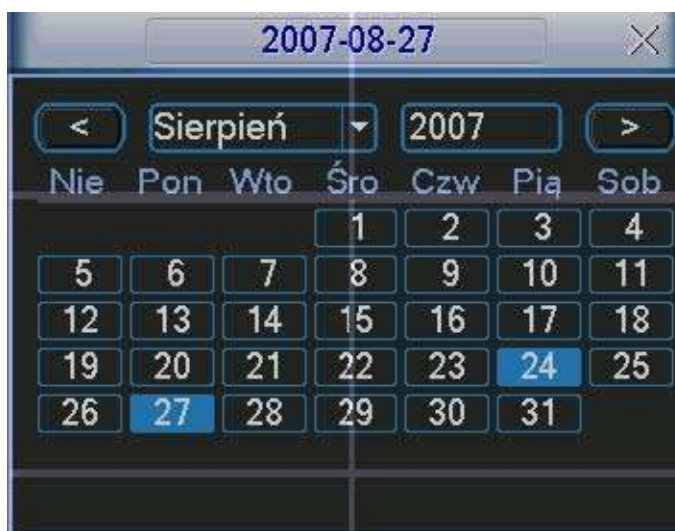 2007-08-27
< Sierpień 2007 >
Nie Pon Wto Śro Czw Pią Sob
1 2 3 4
5 6 7 8 9 10 11
12 13 14 15 16 17 18
19 20 21 22 23 24 25
26 27 28 29 30 31